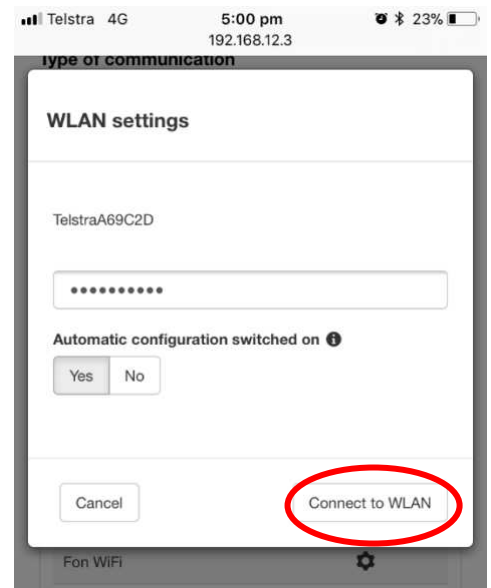 Telstra 4G 5:00 pm 23%
192.168.12.3
Type of communication
WLAN settings
TelstraA69C2D
••••••••••
Automatic configuration switched on
Yes No
Cancel Connect to WLAN
Fon WiFi